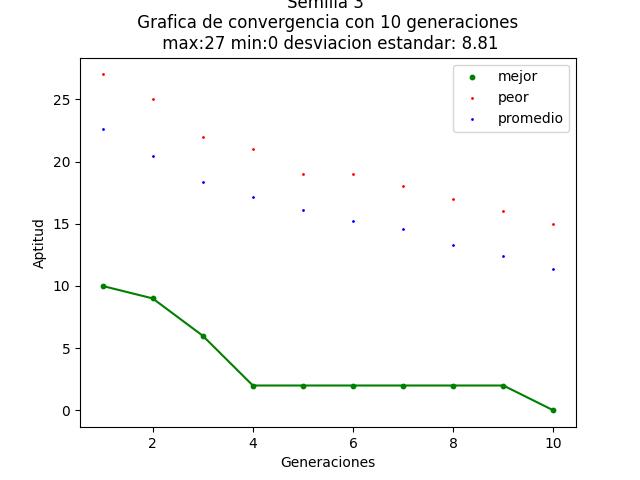 Semilla 3
Grafica de convergencia con 10 generaciones
max:27 min:0 desviacion estandar: 8.81
mejor
peor
promedio
25
20
15
10
5
0
Aptitud
2
4
6
8
10
Generaciones